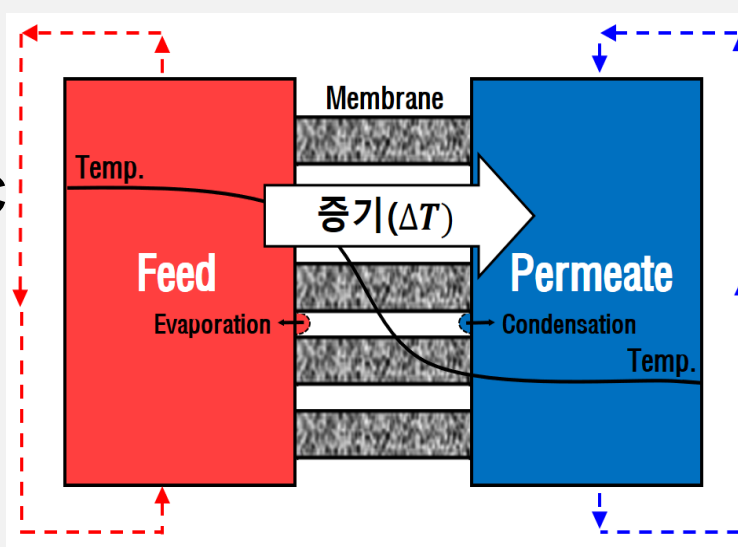 Membrane
Temp.
증기(ΔT)
Feed
Permeate
Evaporation
Condensation
Temp.